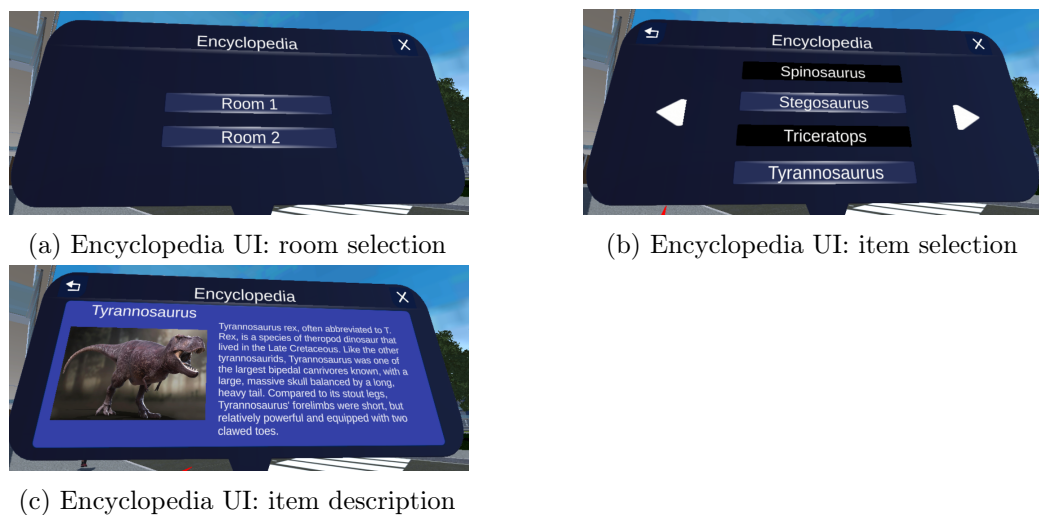 Encyclopedia X
Room 1
Room 2
(a) Encyclopedia UI: room selection
Encyclopedia X
Spinosaurus
Stegosaurus
Triceratops
Tyrannosaurus
(b) Encyclopedia UI: item selection
Encyclopedia X
Tyrannosaurus
Tyrannosaurus rex, often abbreviated to T.
Rex, is a species of theropod dinosaur that
lived in the Late Cretaceous. Like the other
tyrannosaurids, Tyrannosaurus was one of
the largest bipedal carnivores known, with a
large, massive skull balanced by a long,
heavy tail. Compared to its stout legs,
Tyrannosaurus' forelimbs were short, but
relatively powerful and equipped with two
clawed toes.
(c) Encyclopedia UI: item description